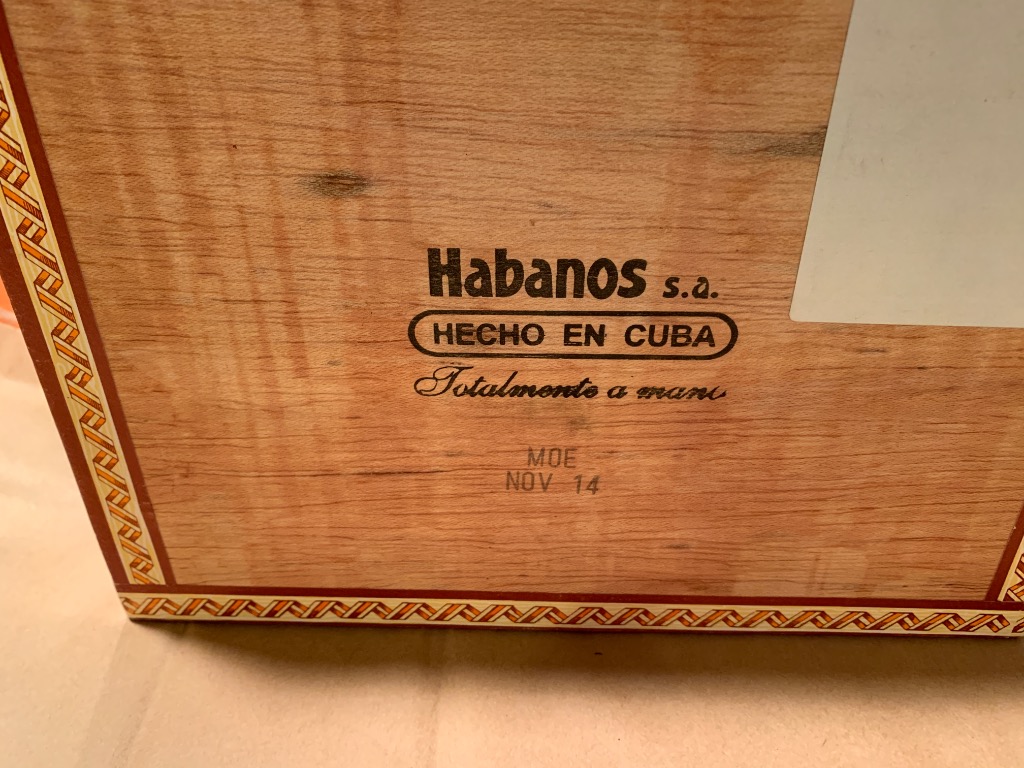 Habanos s.a.
HECHO EN CUBA
Totalmente a mano
MOE
NOV 14